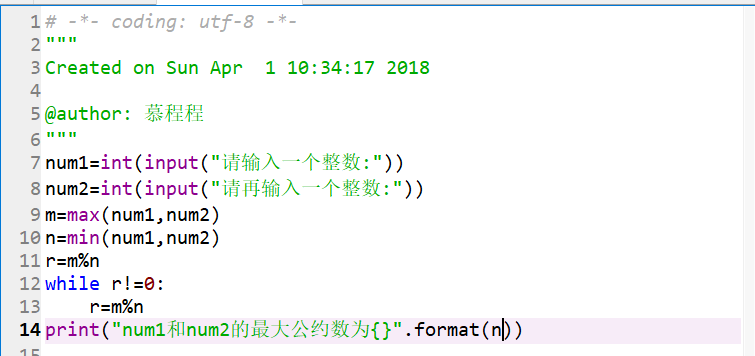 1 # -*- coding: utf-8 -*-
2 """
3 Created on Sun Apr  1 10:34:17 2018
4
5 @author: 慕程程
6 """
7 num1=int(input("请输入一个整数:"))
8 num2=int(input("请再输入一个整数:"))
9 m=max(num1,num2)
10 n=min(num1,num2)
11 r=m%n
12 while r!=0:
13     r=m%n
14 print("num1和num2的最大公约数为{}".format(n))
15